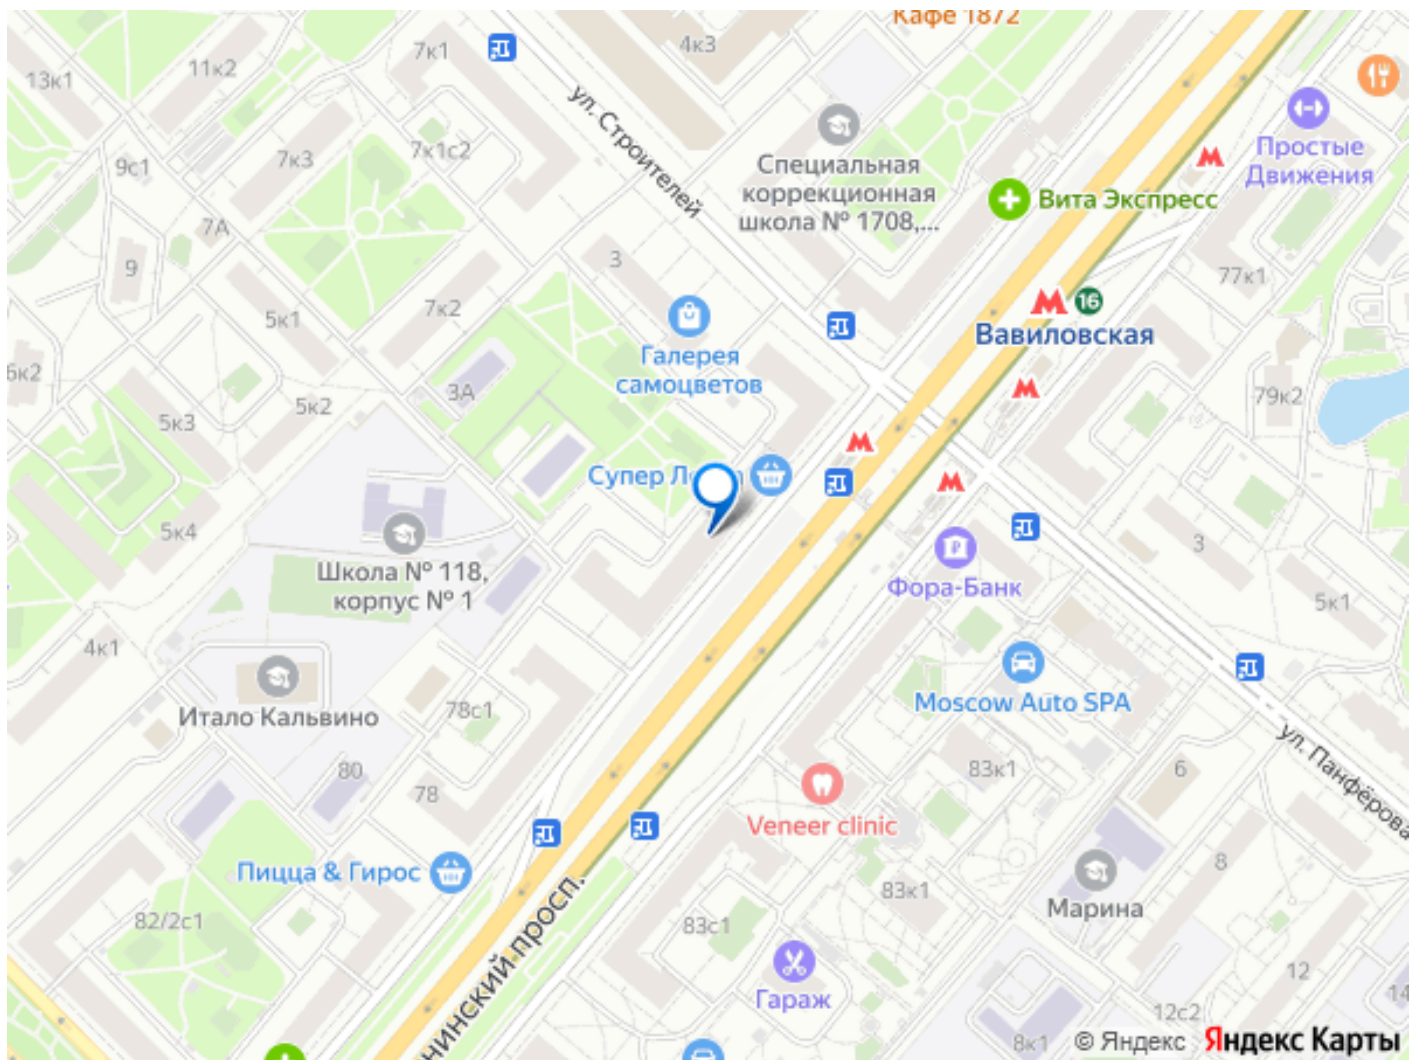 Кафе 1872
4к3
7к1
13к1
11к2
ул. Строителей
7к3
7к1с2
9с1
Специальная
коррекционная
школа № 1708,...
Простые
Движения
Вита Экспресс
7А
9
3
77к1
7к2
5к1
16
Вавиловская
Галерея
самоцветов
6к2
3А
5к2
5к3
79к2
Супер Л
5к4
Школа № 118,
корпус № 1
Фора-Банк
3
5к1
4к1
Итало Кальвино
78с1
Moscow Auto SPA
ул. Панфёрова
80
78
83к1
6
Veneer clinic
Пицца & Гирос
8
83к1
Марина
82/2с1
83с1
нинский просп.
Гараж
12
14
12с2
8к1
© Яндекс Яндекс Карты